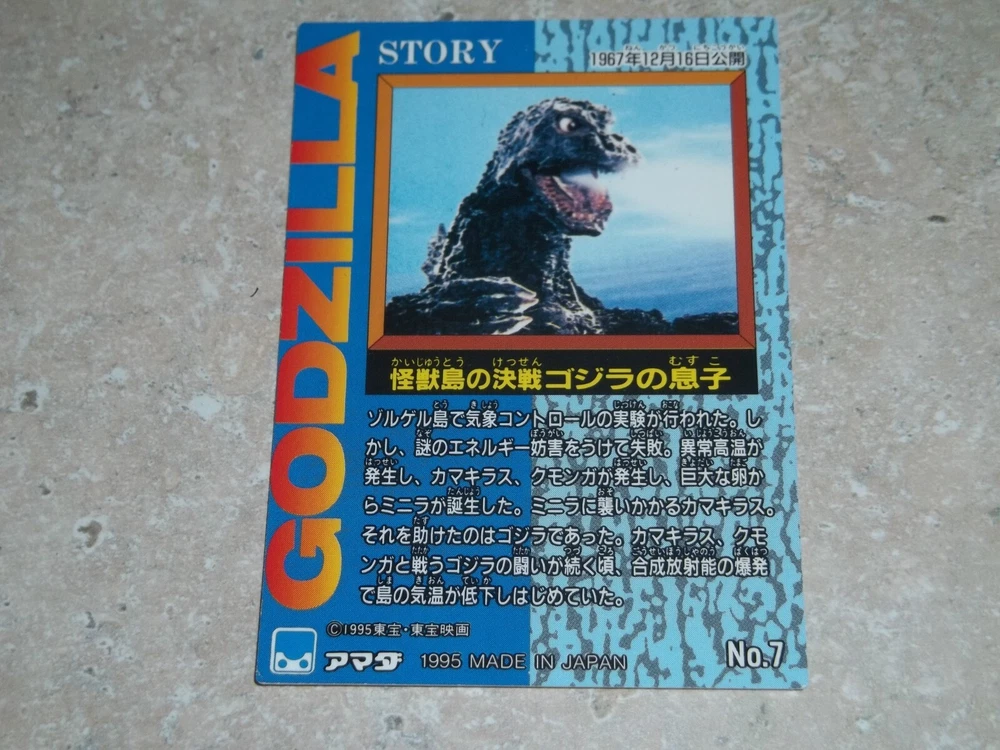 GODZILLA
STORY
1967年12月16日公開
怪獣島の決戦ゴジラの息子
ゾルゲル島で気象コントロールの実験が行われた。し
かし、謎のエネルギー妨害をうけて失敗。異常高温が
発生し、カマキラス、クモンガが発生し、巨大な卵か
らミニラが誕生した。ミニラに襲いかかるカマキラス。
それを助けたのはゴジラであった。カマキラス、クモ
ンガと戦うゴジラの闘いが続く頃、合成放射能の爆発
で島の気温が低下しはじめていた。
©1995東宝・東宝映画
アマダ 1995 MADE IN JAPAN
No.7